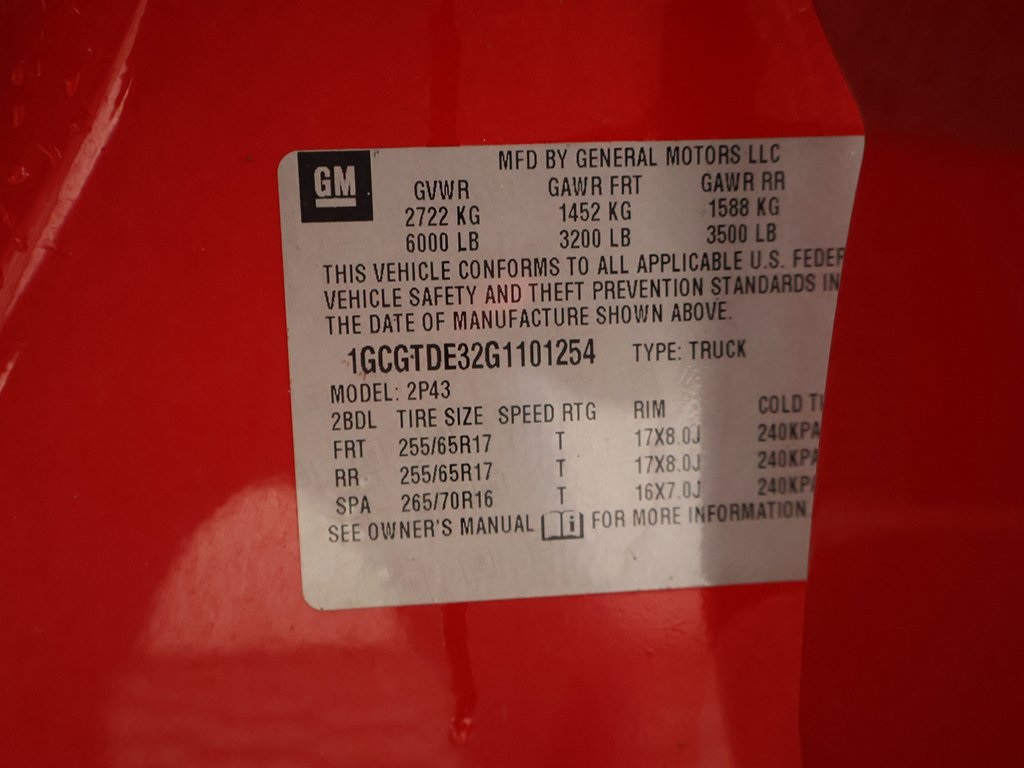 GM
MFD BY GENERAL MOTORS LLC
GVWR GAWR FRT GAWR RR
2722 KG 1452 KG 1588 KG
6000 LB 3200 LB 3500 LB
THIS VEHICLE CONFORMS TO ALL APPLICABLE U.S. FEDER
VEHICLE SAFETY AND THEFT PREVENTION STANDARDS IN
THE DATE OF MANUFACTURE SHOWN ABOVE.
1GCGTDE32G1101254 TYPE: TRUCK
MODEL: 2P43
2BDL TIRE SIZE SPEED RTG RIM COLD TI
FRT 255/65R17 T 17X8.0J 240KPA
RR 255/65R17 T 17X8.0J 240KPA
SPA 265/70R16 T 16X7.0J 240KPA
SEE OWNER'S MANUAL i FOR MORE INFORMATION